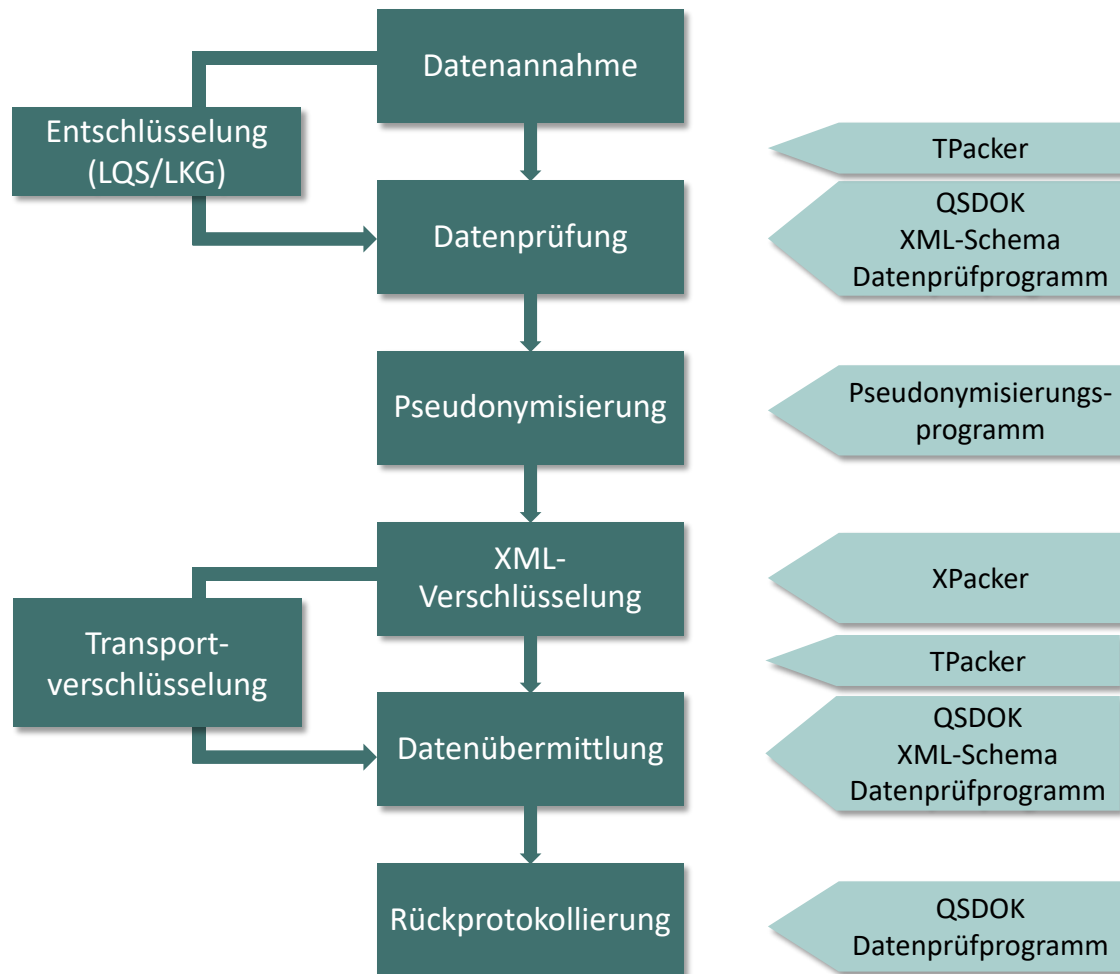 Datenannahme
Entschlüsselung
(LQS/LKG)
TPacker
Datenprüfung
QSDOK
XML-Schema
Datenprüfprogramm
Pseudonymisierung
Pseudonymisierungs-
programm
XML-
Verschlüsselung
XPacker
Transport-
verschlüsselung
TPacker
Datenübermittlung
QSDOK
XML-Schema
Datenprüfprogramm
Rückprotokollierung
QSDOK
Datenprüfprogramm